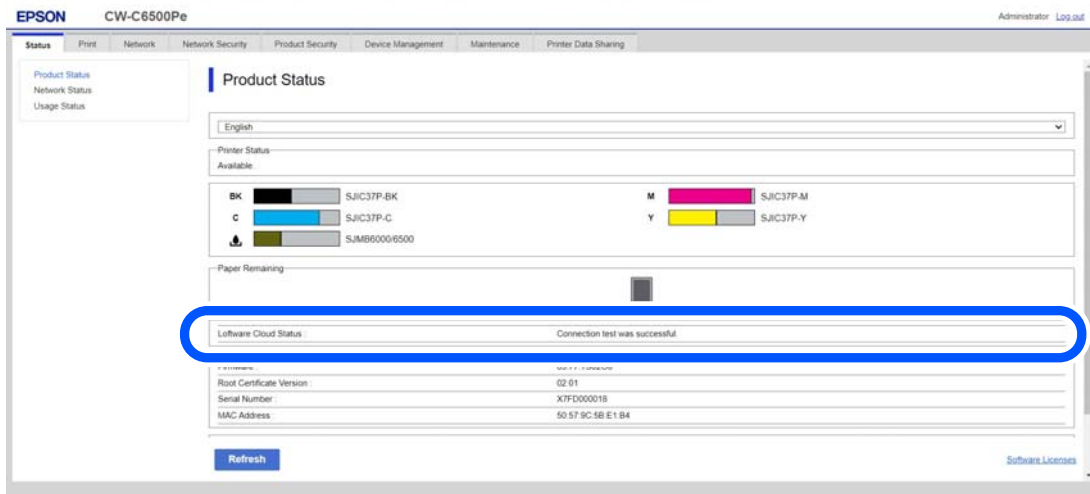 EPSON CW-C6500Pe Administrator Log out
Status Print Network Network Security Product Security Device Management Maintenance Printer Data Sharing
Product Status
Network Status
Usage Status
Product Status
English
Printer Status
Available.
BK SJIC37P-BK M SJIC37P-M
C SJIC37P-C Y SJIC37P-Y
SJMB6000/6500
Paper Remaining
Loftware Cloud Status : Connection test was successful.
Root Certificate Version : 02.01
Serial Number : X7FD000018
MAC Address : 50:57:9C:5B:E1:B4
Refresh Software Licenses